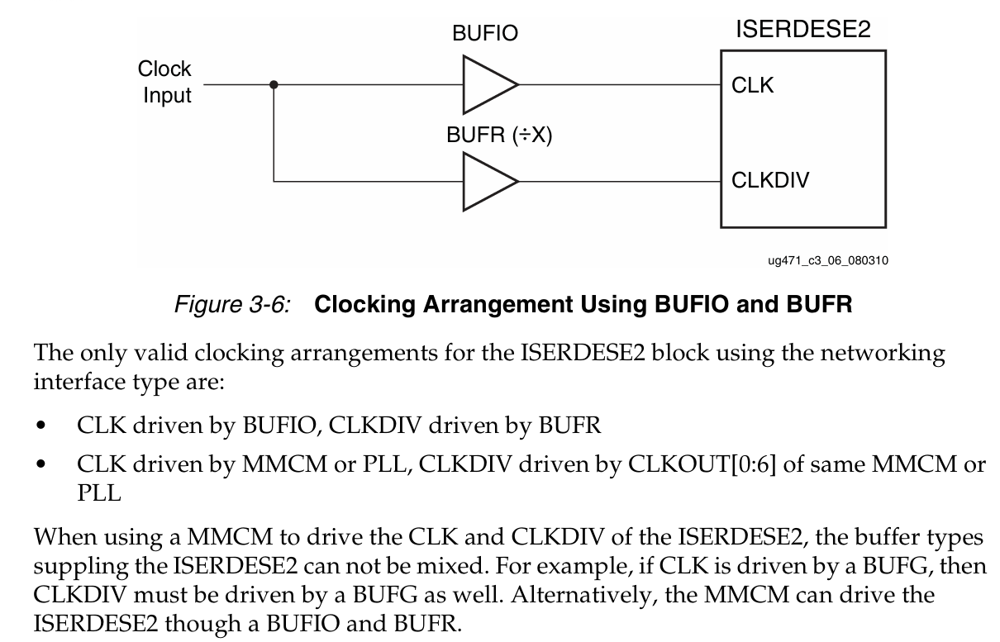 BUFIO
ISERDESE2
Clock
Input
CLK
BUFR (÷X)
CLKDIV
ug471_c3_06_080310
Figure 3-6: Clocking Arrangement Using BUFIO and BUFR
The only valid clocking arrangements for the ISERDESE2 block using the networking
interface type are:
• CLK driven by BUFIO, CLKDIV driven by BUFR
• CLK driven by MMCM or PLL, CLKDIV driven by CLKOUT[0:6] of same MMCM or
PLL
When using a MMCM to drive the CLK and CLKDIV of the ISERDESE2, the buffer types
suppling the ISERDESE2 can not be mixed. For example, if CLK is driven by a BUFG, then
CLKDIV must be driven by a BUFG as well. Alternatively, the MMCM can drive the
ISERDESE2 though a BUFIO and BUFR.